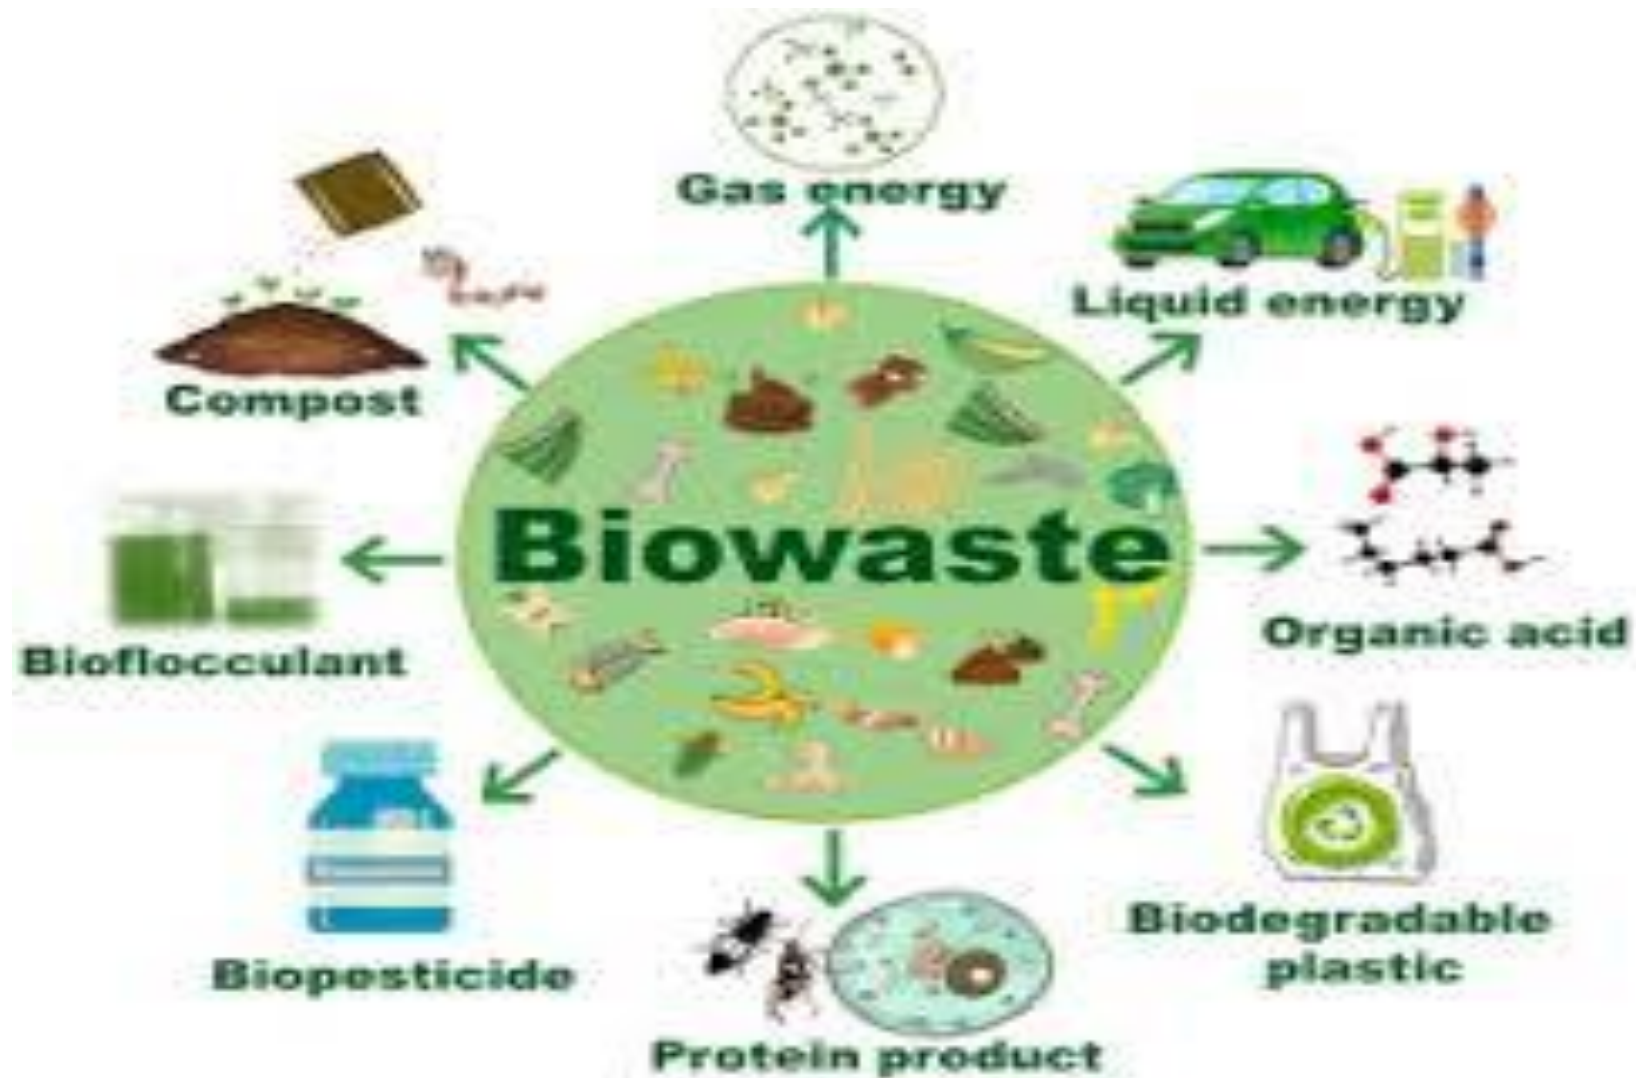 Gas energy
Liquid energy
Compost
Biowaste
Organic acid
Bioflocculant
Biodegradable
plastic
Biopesticide
Protein product